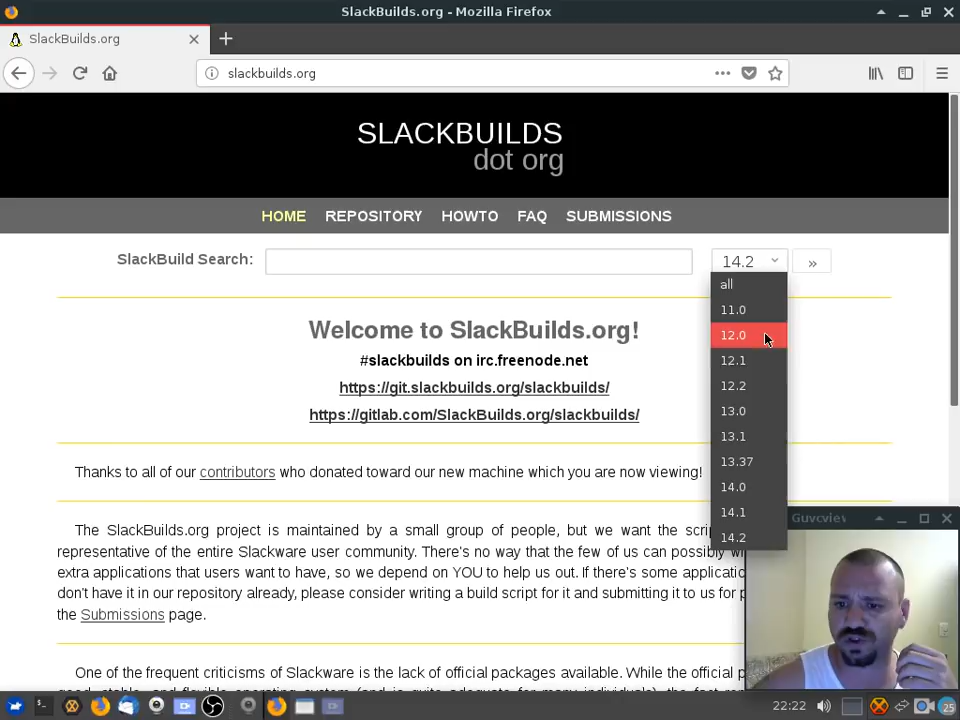 SlackBuilds.org - Mozilla Firefox
SlackBuilds.org
slackbuilds.org
SLACKBUILDS
dot org
HOME REPOSITORY HOWTO FAQ SUBMISSIONS
SlackBuild Search:
14.2
»
all
11.0
12.0
12.1
12.2
13.0
13.1
13.37
14.0
14.1
14.2
Welcome to SlackBuilds.org!
#slackbuilds on irc.freenode.net
https://git.slackbuilds.org/slackbuilds/
https://gitlab.com/SlackBuilds.org/slackbuilds/
Thanks to all of our contributors who donated toward our new machine which you are now viewing!
The SlackBuilds.org project is maintained by a small group of people, but we want the scrip
representative of the entire Slackware user community. There's no way that the few of us can possibly
extra applications that users want to have, so we depend on YOU to help us out. If there's some applicatio
don't have it in our repository already, please consider writing a build script for it and submitting it to us for p
the Submissions page.
One of the frequent criticisms of Slackware is the lack of official packages available. While the official p
Guvcview
22:22
25